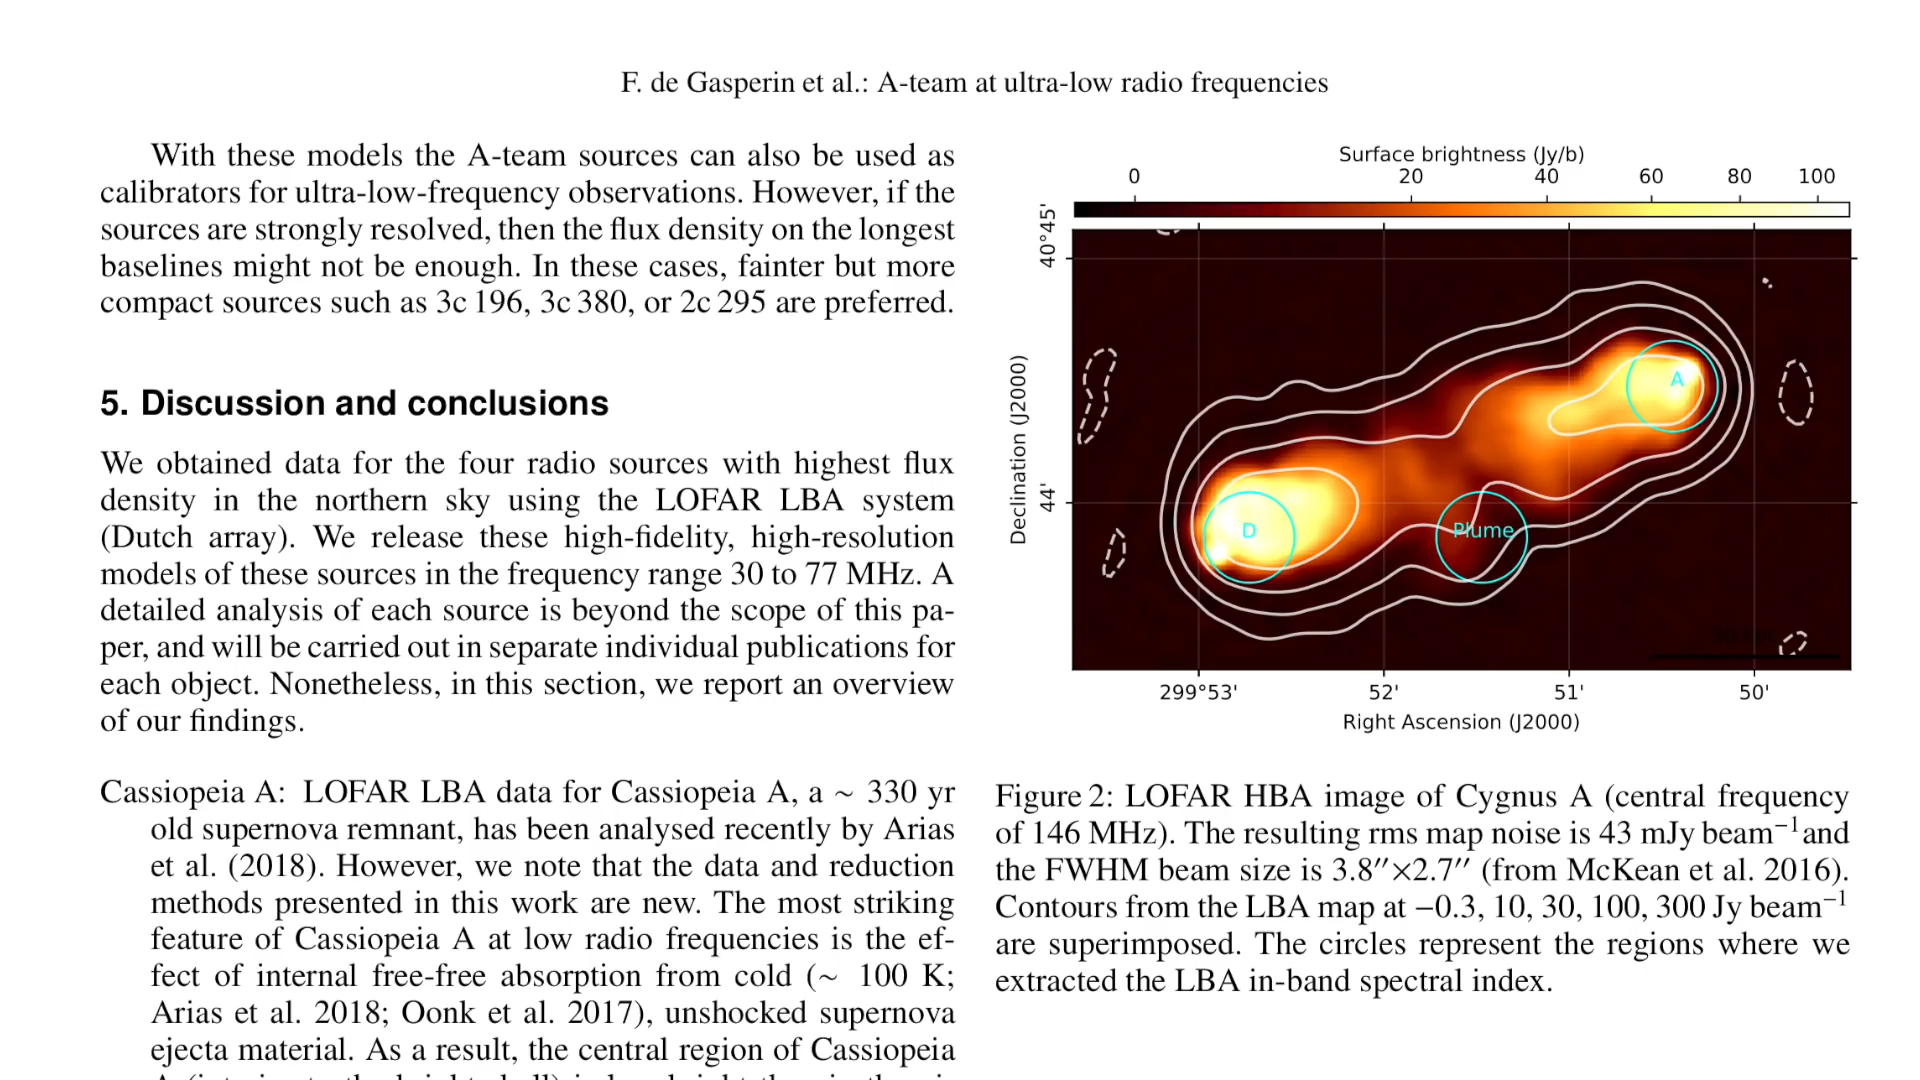 F. de Gasperin et al.: A-team at ultra-low radio frequencies
With these models the A-team sources can also be used as
calibrators for ultra-low-frequency observations. However, if the
sources are strongly resolved, then the flux density on the longest
baselines might not be enough. In these cases, fainter but more
compact sources such as 3c 196, 3c 380, or 2c 295 are preferred.
5. Discussion and conclusions
We obtained data for the four radio sources with highest flux
density in the northern sky using the LOFAR LBA system
(Dutch array). We release these high-fidelity, high-resolution
models of these sources in the frequency range 30 to 77 MHz. A
detailed analysis of each source is beyond the scope of this pa-
per, and will be carried out in separate individual publications for
each object. Nonetheless, in this section, we report an overview
of our findings.
Cassiopeia A: LOFAR LBA data for Cassiopeia A, a ∼ 330 yr
old supernova remnant, has been analysed recently by Arias
et al. (2018). However, we note that the data and reduction
methods presented in this work are new. The most striking
feature of Cassiopeia A at low radio frequencies is the ef-
fect of internal free-free absorption from cold (∼ 100 K;
Arias et al. 2018; Oonk et al. 2017), unshocked supernova
ejecta material. As a result, the central region of Cassiopeia
Surface brightness (Jy/b)
0 20 40 60 80 100
40°45'
44'
Declination (J2000)
A
D
Plume
299°53' 52' 51' 50'
Right Ascension (J2000)
Figure 2: LOFAR HBA image of Cygnus A (central frequency
of 146 MHz). The resulting rms map noise is 43 mJy beam⁻¹and
the FWHM beam size is 3.8″×2.7″ (from McKean et al. 2016).
Contours from the LBA map at −0.3, 10, 30, 100, 300 Jy beam⁻¹
are superimposed. The circles represent the regions where we
extracted the LBA in-band spectral index.